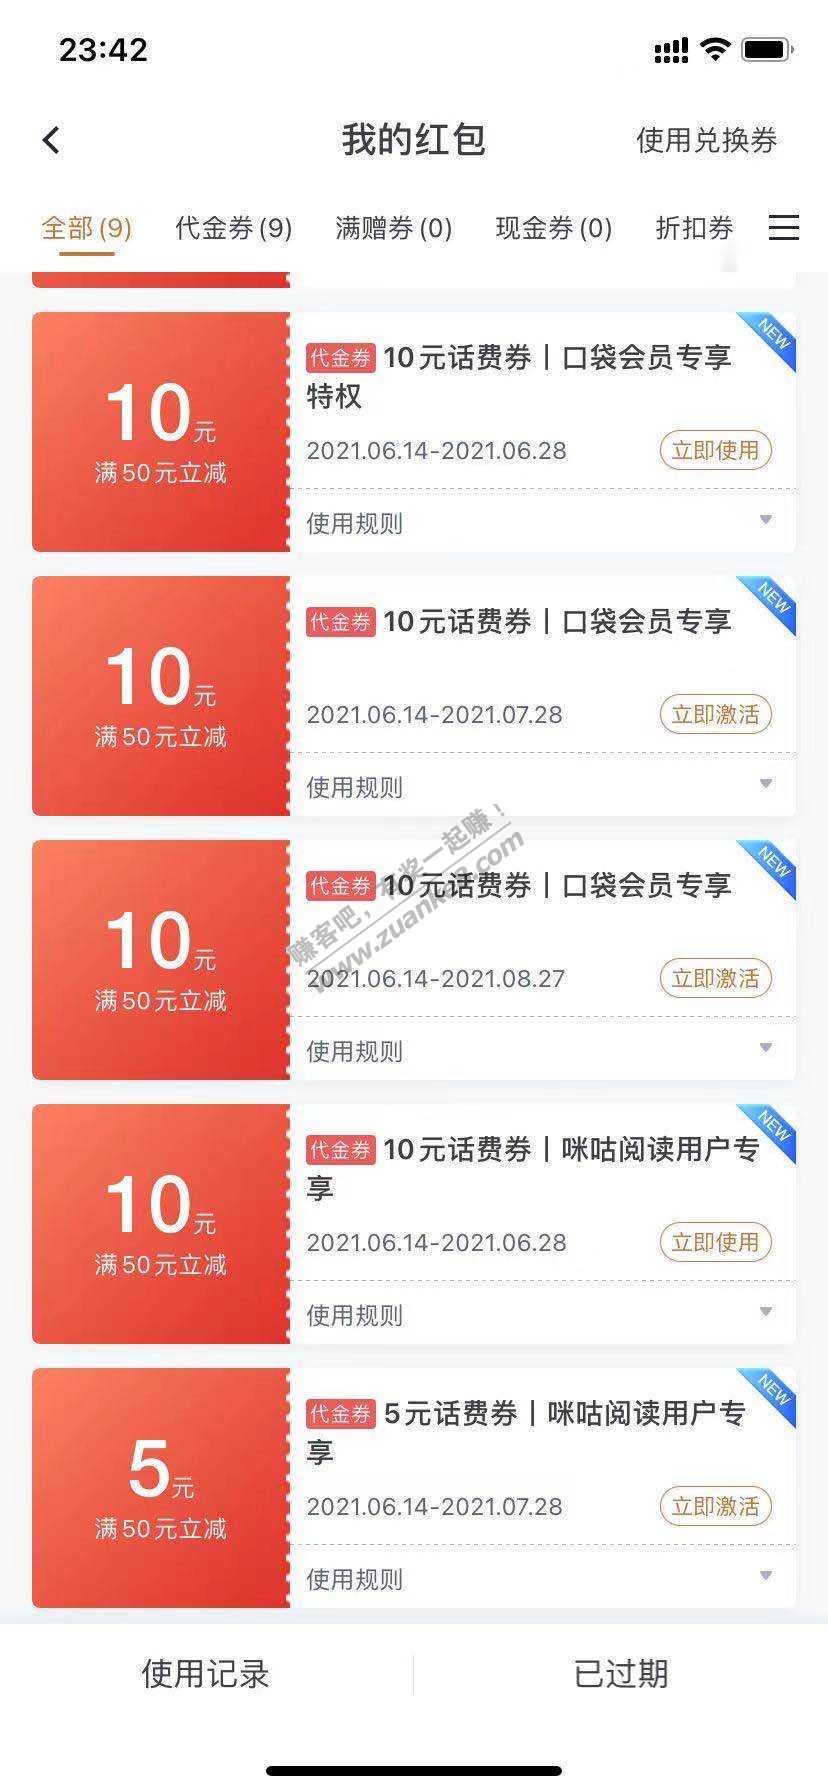 23:42
我的红包
使用兑换券
全部(9) 代金券(9) 满赠券(0) 现金券(0) 折扣券
NEW
10元
满50元立减
代金券 10元话费券丨口袋会员专享
特权
2021.06.14-2021.06.28
立即使用
使用规则
NEW
10元
满50元立减
代金券 10元话费券丨口袋会员专享
2021.06.14-2021.07.28
立即激活
使用规则
NEW
10元
满50元立减
代金券 10元话费券丨口袋会员专享
2021.06.14-2021.08.27
立即激活
使用规则
赚客吧，有奖一起赚！
www.zuanke8.com
NEW
10元
满50元立减
代金券 10元话费券丨咪咕阅读用户专
享
2021.06.14-2021.06.28
立即使用
使用规则
NEW
5元
满50元立减
代金券 5元话费券丨咪咕阅读用户专
享
2021.06.14-2021.07.28
立即激活
使用规则
使用记录
已过期